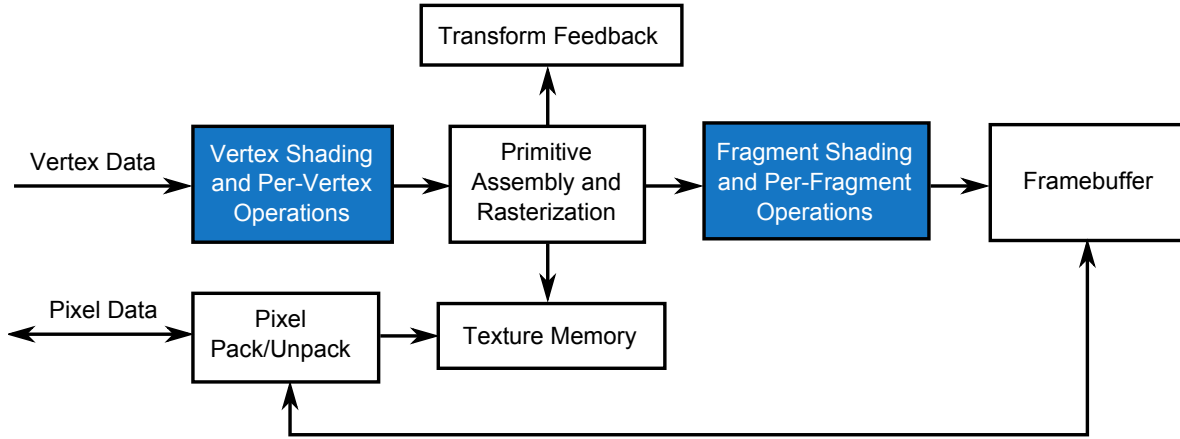 Transform Feedback
Vertex Data
Vertex Shading
and Per-Vertex
Operations
Primitive
Assembly and
Rasterization
Fragment Shading
and Per-Fragment
Operations
Framebuffer
Pixel Data
Pixel
Pack/Unpack
Texture Memory